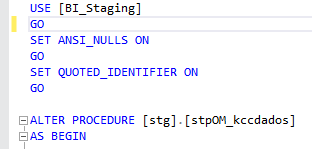 USE [BI_Staging]
GO
SET ANSI_NULLS ON
GO
SET QUOTED_IDENTIFIER ON
GO
ALTER PROCEDURE [stg].[stpOM_kccdados]
AS BEGIN